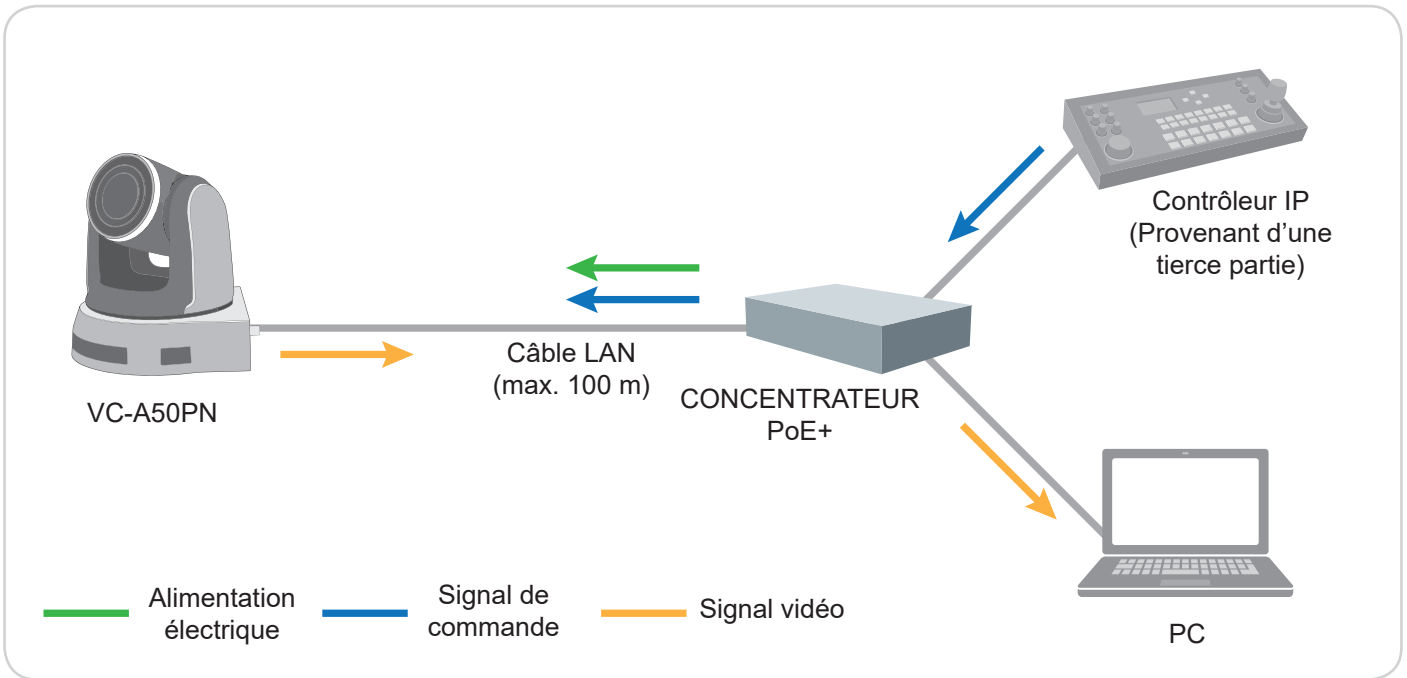 Contrôleur IP
(Provenant d’une
tierce partie)
Câble LAN
(max. 100 m)
CONCENTRATEUR
PoE+
VC-A50PN
Alimentation
électrique
Signal de
commande
Signal vidéo
PC